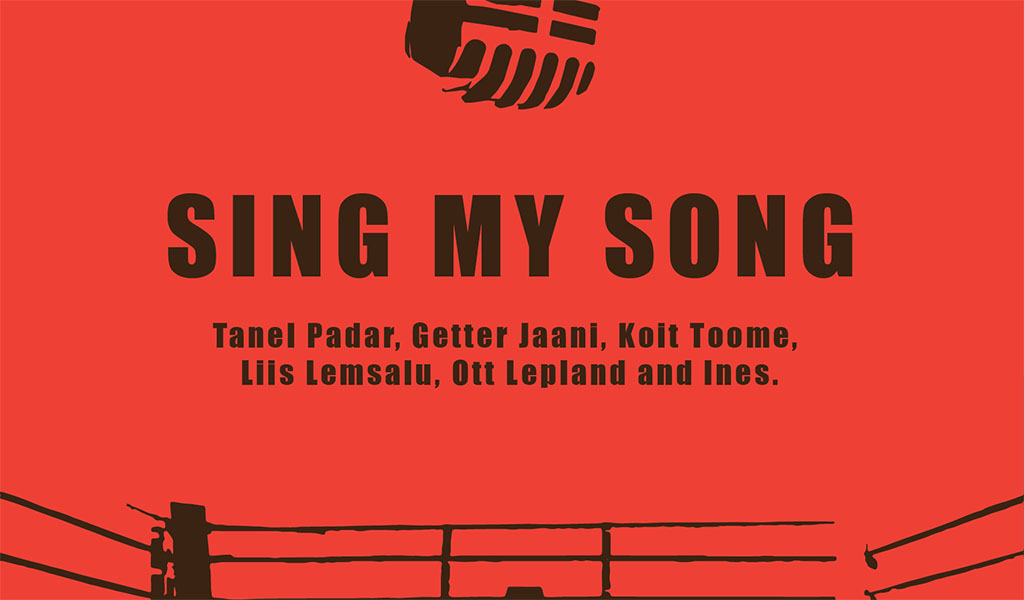 SING MY SONG
Tanel Padar, Getter Jaani, Koit Toome,
Liis Lemsalu, Ott Lepland and Ines.